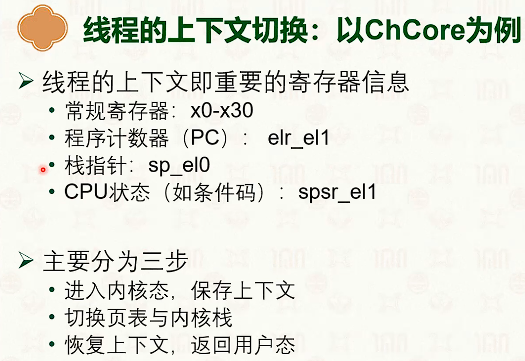 线程的上下文切换：以ChCore为例
➢ 线程的上下文即重要的寄存器信息
• 常规寄存器：x0-x30
• 程序计数器（PC）： elr_el1
• 栈指针：sp_el0
• CPU状态（如条件码）：spsr_el1
➢ 主要分为三步
• 进入内核态，保存上下文
• 切换页表与内核栈
• 恢复上下文，返回用户态